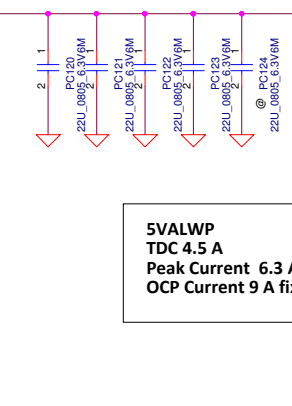 1
2
PC120
22U_0805_6.3V6M
1
2
PC121
22U_0805_6.3V6M
1
2
PC122
22U_0805_6.3V6M
1
2
PC123
22U_0805_6.3V6M
1
2
@
PC124
22U_0805_6.3V6M
5VALWP
TDC 4.5 A
Peak Current 6.3 A
OCP Current 9 A fix